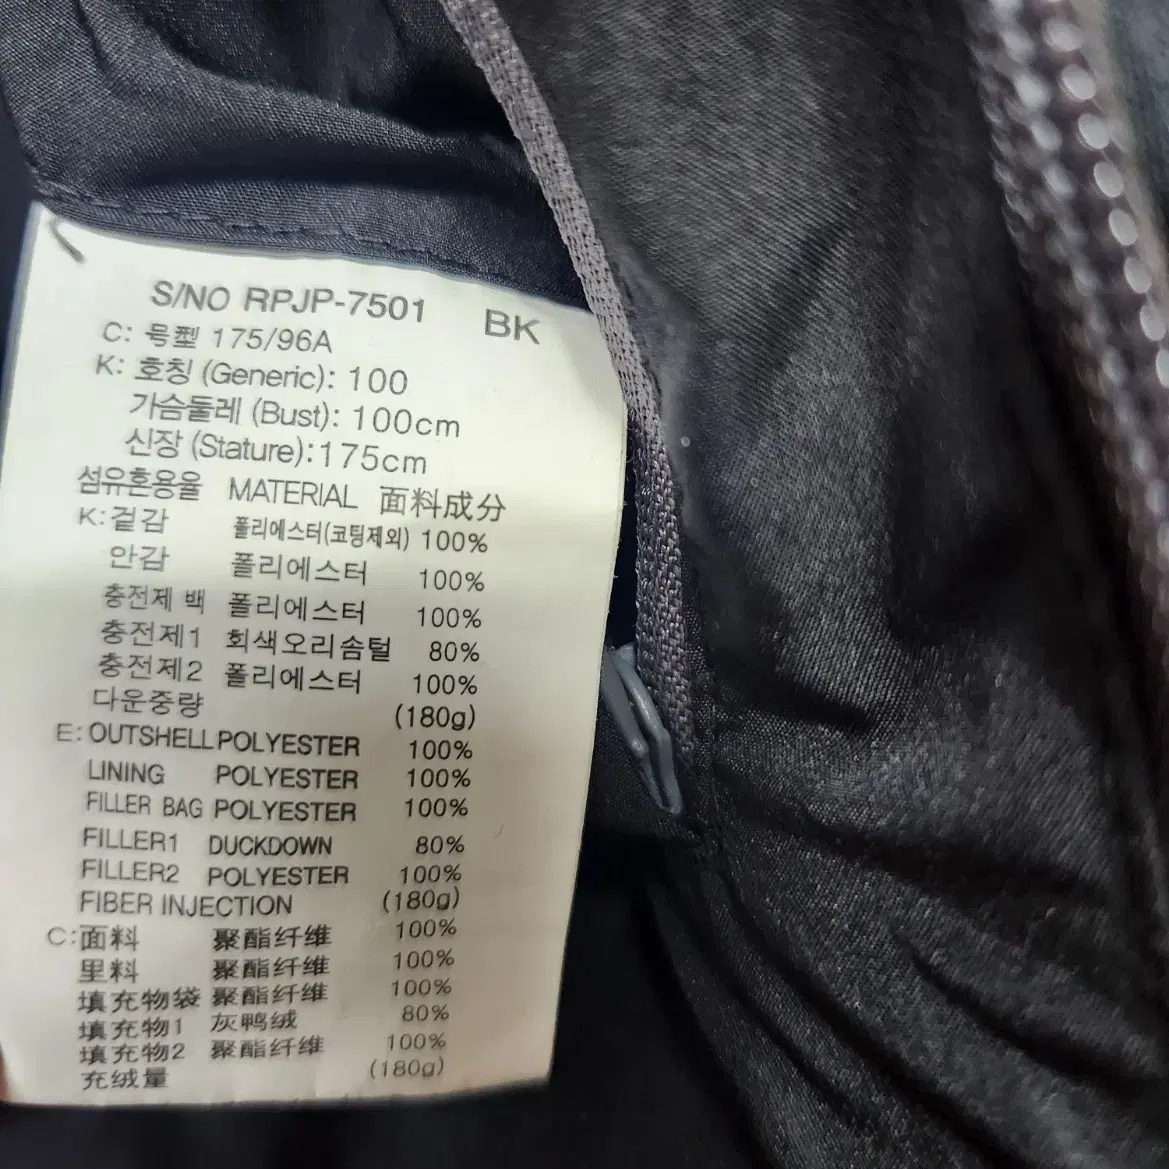 S/NO RPJP-7501 BK
C: 号型 175/96A
K: 호칭 (Generic): 100
가슴둘레 (Bust): 100cm
신장 (Stature): 175cm
섬유혼용율 MATERIAL 面料成分
K: 겉감 폴리에스터(코팅제외) 100%
안감 폴리에스터 100%
충전제 백 폴리에스터 100%
충전제1 회색오리솜털 80%
충전제2 폴리에스터 100%
다운중량 (180g)
E: OUTSHELL POLYESTER 100%
LINING POLYESTER 100%
FILLER BAG POLYESTER 100%
FILLER1 DUCKDOWN 80%
FILLER2 POLYESTER 100%
FIBER INJECTION (180g)
C: 面料 聚酯纤维 100%
里料 聚酯纤维 100%
填充物袋 聚酯纤维 100%
填充物1 灰鸭绒 80%
填充物2 聚酯纤维 100%
充绒量 (180g)